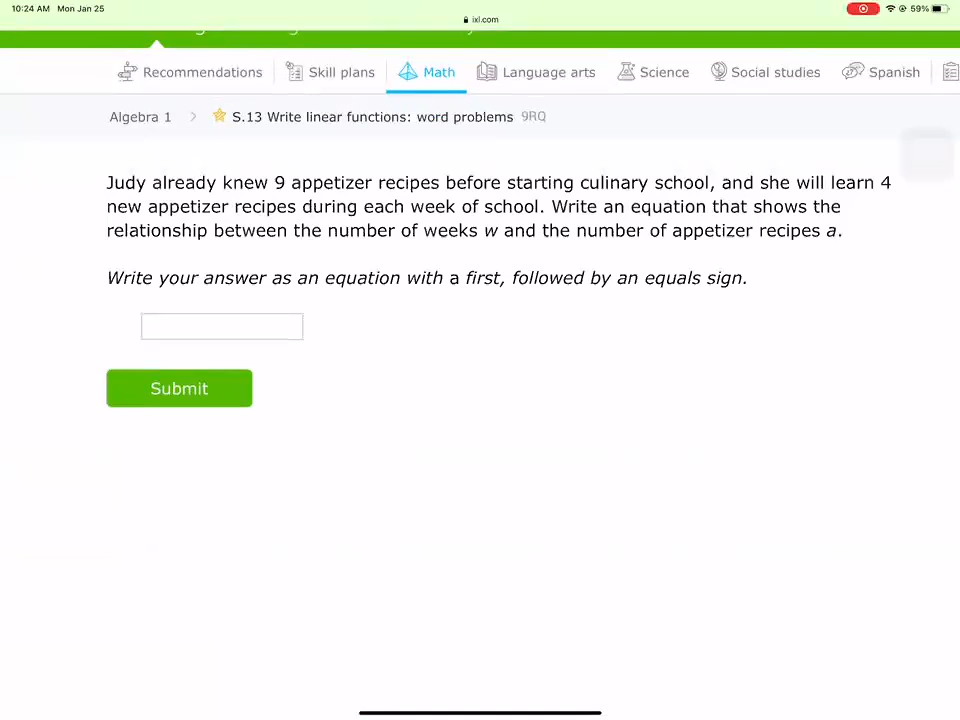 10:24 AM Mon Jan 25
59%
ixl.com
Recommendations
Skill plans
Math
Language arts
Science
Social studies
Spanish
Algebra 1 > S.13 Write linear functions: word problems 9RQ
Judy already knew 9 appetizer recipes before starting culinary school, and she will learn 4
new appetizer recipes during each week of school. Write an equation that shows the
relationship between the number of weeks w and the number of appetizer recipes a.
Write your answer as an equation with a first, followed by an equals sign.
Submit